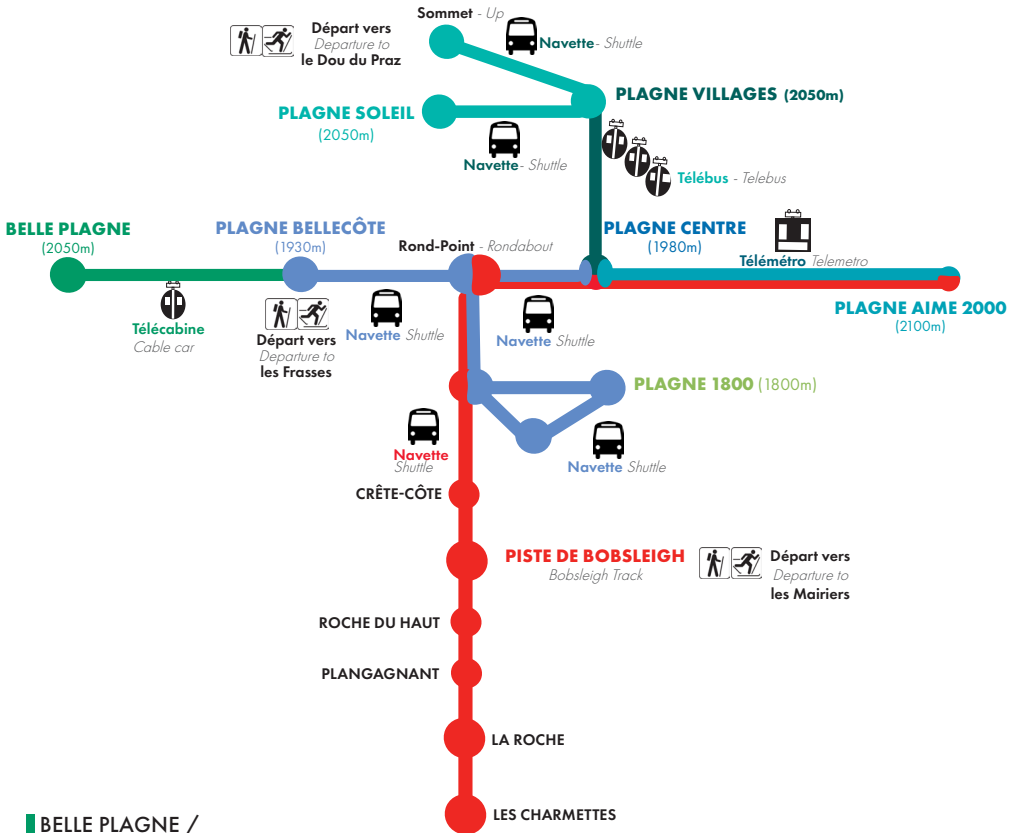 Sommet - Up
Départ vers
Departure to
le Dou du Praz
Navette - Shuttle
PLAGNE VILLAGES (2050m)
PLAGNE SOLEIL
(2050m)
Navette - Shuttle
Télébus - Telebus
BELLE PLAGNE
(2050m)
PLAGNE BELLECÔTE
(1930m)
Rond-Point - Rondabout
PLAGNE CENTRE
(1980m)
Télémétro Telemetro
PLAGNE AIME 2000
(2100m)
Télécabine
Cable car
Départ vers
Departure to
les Frasses
Navette Shuttle
Navette Shuttle
PLAGNE 1800 (1800m)
Navette
Shuttle
Navette Shuttle
CRÊTE-CÔTE
PISTE DE BOBSLEIGH
Bobsleigh Track
Départ vers
Departure to
les Mairiers
ROCHE DU HAUT
PLANGAGNANT
LA ROCHE
LES CHARMETTES
BELLE PLAGNE /